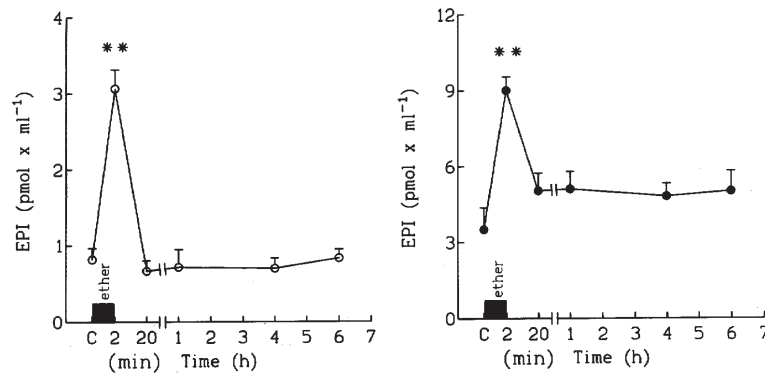 4
**
3
EPI (pmol x ml⁻¹)
2
1
ether
0
C 2 20 1 2 3 4 5 6 7
(min) Time (h)
12
**
9
EPI (pmol x ml⁻¹)
6
3
ether
0
C 2 20 1 2 3 4 5 6 7
(min) Time (h)